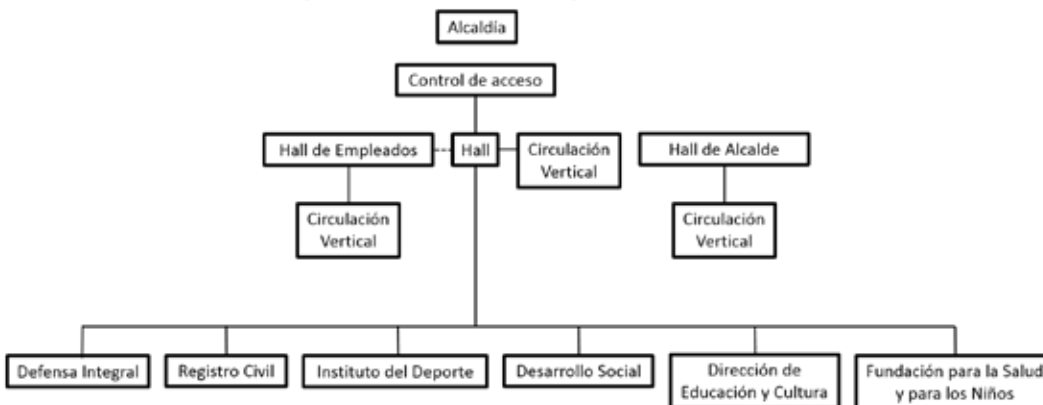 Alcaldía
Control de acceso
Hall de Empleados
Hall
Circulación
Vertical
Hall de Alcalde
Circulación
Vertical
Circulación
Vertical
Defensa Integral
Registro Civil
Instituto del Deporte
Desarrollo Social
Dirección de
Educación y Cultura
Fundación para la Salud
y para los Niños